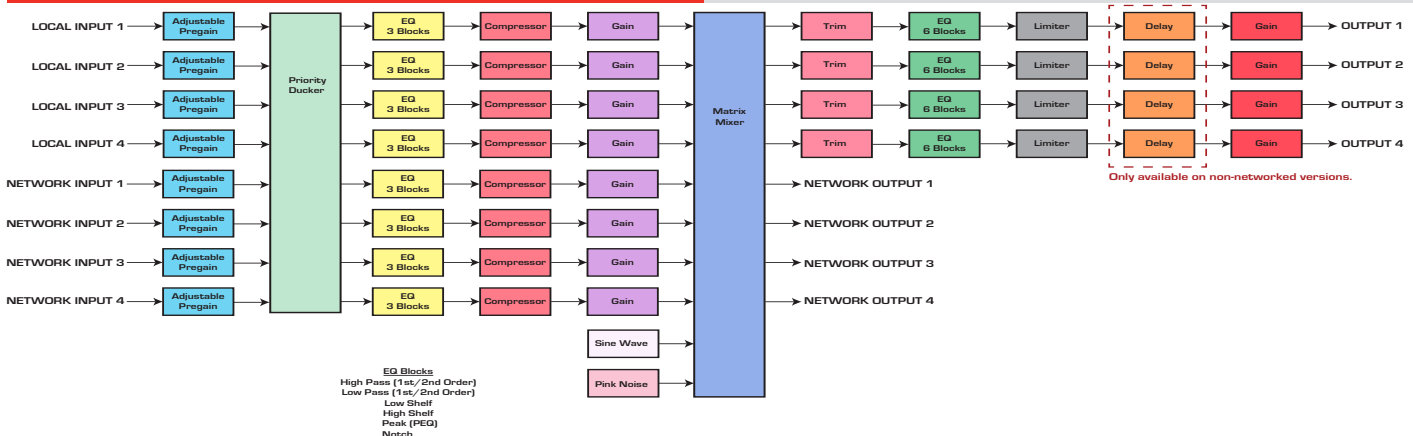 LOCAL INPUT 1
Adjustable
Pregain
EQ
3 Blocks
Compressor
Gain
Trim
EQ
6 Blocks
Limiter
Delay
Gain
OUTPUT 1
LOCAL INPUT 2
Adjustable
Pregain
EQ
3 Blocks
Compressor
Gain
Trim
EQ
6 Blocks
Limiter
Delay
Gain
OUTPUT 2
Priority
Ducker
LOCAL INPUT 3
Adjustable
Pregain
EQ
3 Blocks
Compressor
Gain
Matrix
Mixer
Trim
EQ
6 Blocks
Limiter
Delay
Gain
OUTPUT 3
LOCAL INPUT 4
Adjustable
Pregain
EQ
3 Blocks
Compressor
Gain
Trim
EQ
6 Blocks
Limiter
Delay
Gain
OUTPUT 4
Only available on non-networked versions.
NETWORK INPUT 1
Adjustable
Pregain
EQ
3 Blocks
Compressor
Gain
NETWORK OUTPUT 1
NETWORK INPUT 2
Adjustable
Pregain
EQ
3 Blocks
Compressor
Gain
NETWORK OUTPUT 2
NETWORK INPUT 3
Adjustable
Pregain
EQ
3 Blocks
Compressor
Gain
NETWORK OUTPUT 3
NETWORK INPUT 4
Adjustable
Pregain
EQ
3 Blocks
Compressor
Gain
NETWORK OUTPUT 4
Sine Wave
Pink Noise
EQ Blocks
High Pass (1st/2nd Order)
Low Pass (1st/2nd Order)
Low Shelf
High Shelf
Peak (PEQ)
Notch